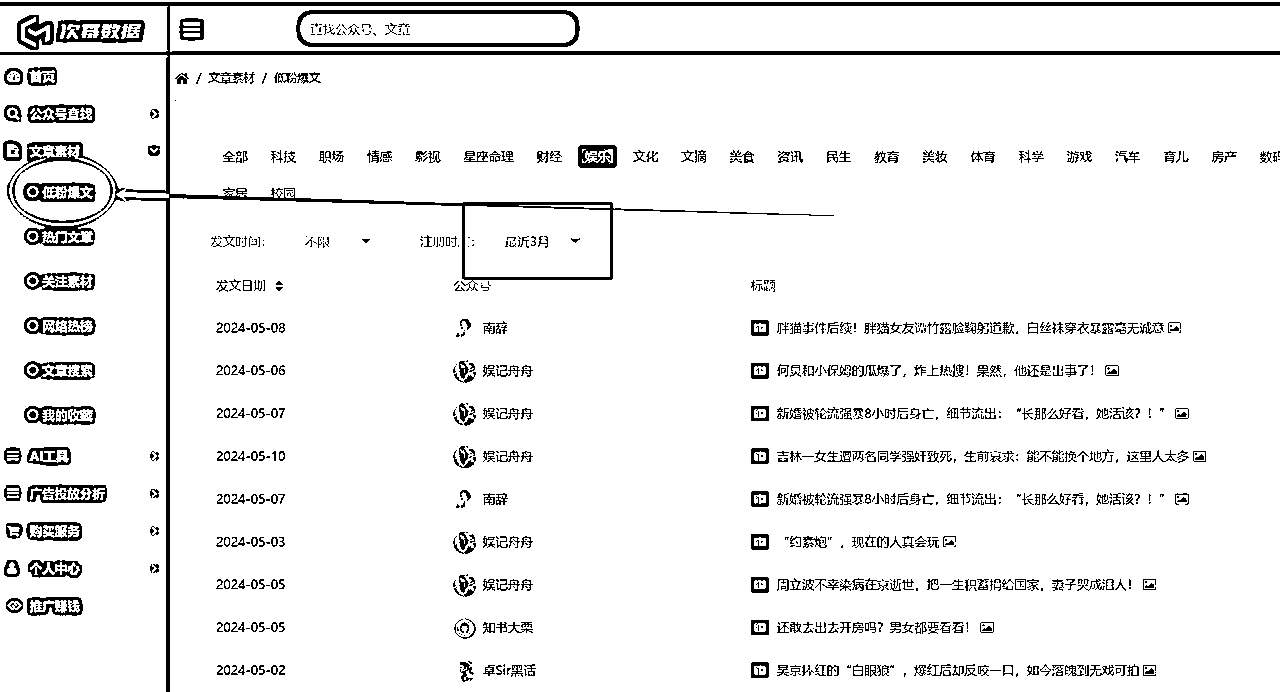 次幂数据
查找公众号、文章
首页
/ 文章素材 / 低粉爆文
公众号查找
文章素材
全部 科技 职场 情感 影视 星座命理 财经 娱乐 文化 文摘 美食 资讯 民生 教育 美妆 体育 科学 游戏 汽车 育儿 房产 数码
低粉爆文
家居 校园
热门文章
发文时间: 不限 注册时 最近3月
关注素材
发文日期 公众号 标题
网络热榜
2024-05-08 南辞 胖猫事件后续!胖猫女友谭竹露脸鞠躬道歉,白丝袜穿衣暴露毫无诚意
文章搜索
2024-05-06 娱记舟舟 何炅和小保姆的瓜爆了,炸上热搜!果然,他还是出事了!
我的收藏
2024-05-07 娱记舟舟 新婚被轮流强暴8小时后身亡,细节流出:“长那么好看,她活该?!”
AI工具
2024-05-10 娱记舟舟 吉林一女生遭两名同学强奸致死,生前哀求:能不能换个地方,这里人太多
广告投放分析
2024-05-07 南辞 新婚被轮流强暴8小时后身亡,细节流出:“长那么好看,她活该?!”
购买服务
2024-05-03 娱记舟舟 “约素炮”,现在的人真会玩
个人中心
2024-05-05 娱记舟舟 周立波不幸染病在京逝世,把一生积蓄捐给国家,妻子哭成泪人!
推广赚钱
2024-05-05 知书大栗 还敢去出去开房吗?男女都要看看!
2024-05-02 卓Sir黑话 吴京捧红的“白眼狼”,爆红后却反咬一口,如今落魄到无戏可拍